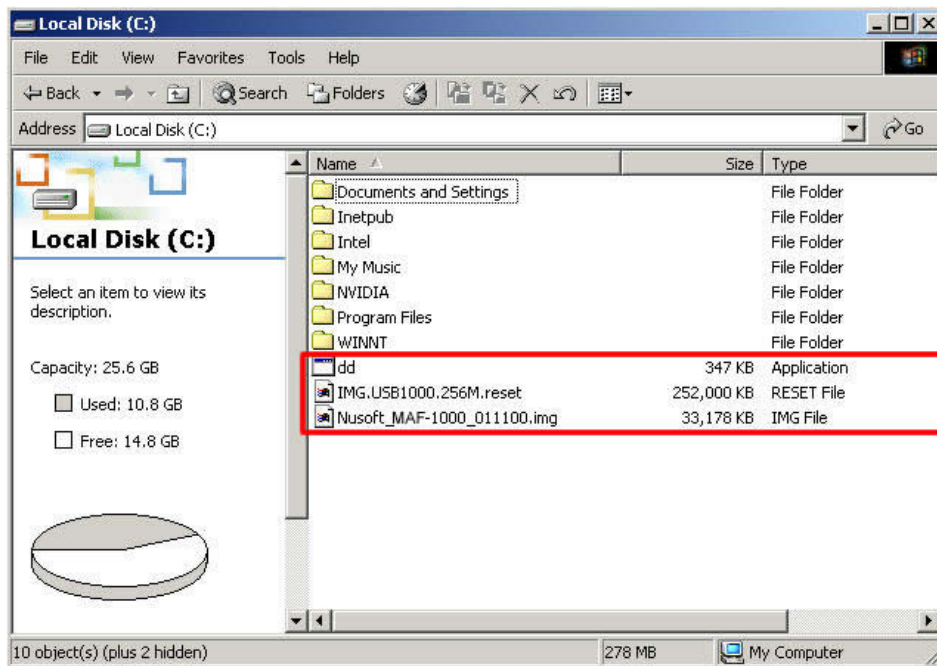 Local Disk (C:)
File Edit View Favorites Tools Help
Back Search Folders
Address Local Disk (C:) Go
Name Size Type
Documents and Settings File Folder
Inetpub File Folder
Intel File Folder
My Music File Folder
NVIDIA File Folder
Program Files File Folder
WINNT File Folder
dd 347 KB Application
IMG.USB1000.256M.reset 252,000 KB RESET File
Nusoft_MAF-1000_011100.img 33,178 KB IMG File
Local Disk (C:)
Select an item to view its
description.
Capacity: 25.6 GB
Used: 10.8 GB
Free: 14.8 GB
10 object(s) (plus 2 hidden) 278 MB My Computer